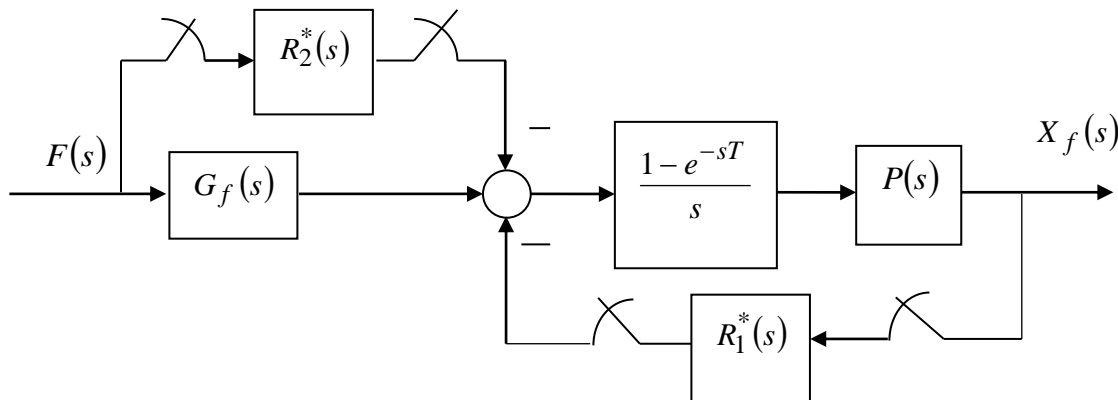 R₂*(s)
F(s)
G_f(s)
−
1 − e^{−sT}
s
P(s)
X_f(s)
−
R₁*(s)